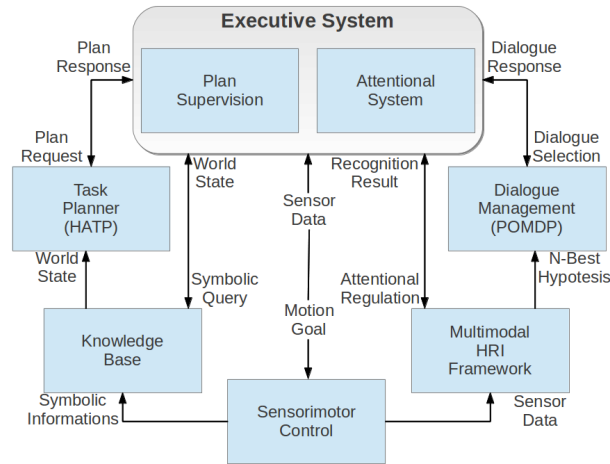 Executive System
Plan
Response
Plan
Supervision
Attentional
System
Dialogue
Response
Plan
Request
World
State
Recognition
Result
Dialogue
Selection
Task
Planner
(HATP)
Sensor
Data
Dialogue
Management
(POMDP)
World
State
Symbolic
Query
Attentional
Regulation
N-Best
Hypotesis
Motion
Goal
Knowledge
Base
Multimodal
HRI
Framework
Symbolic
Informations
Sensorimotor
Control
Sensor
Data